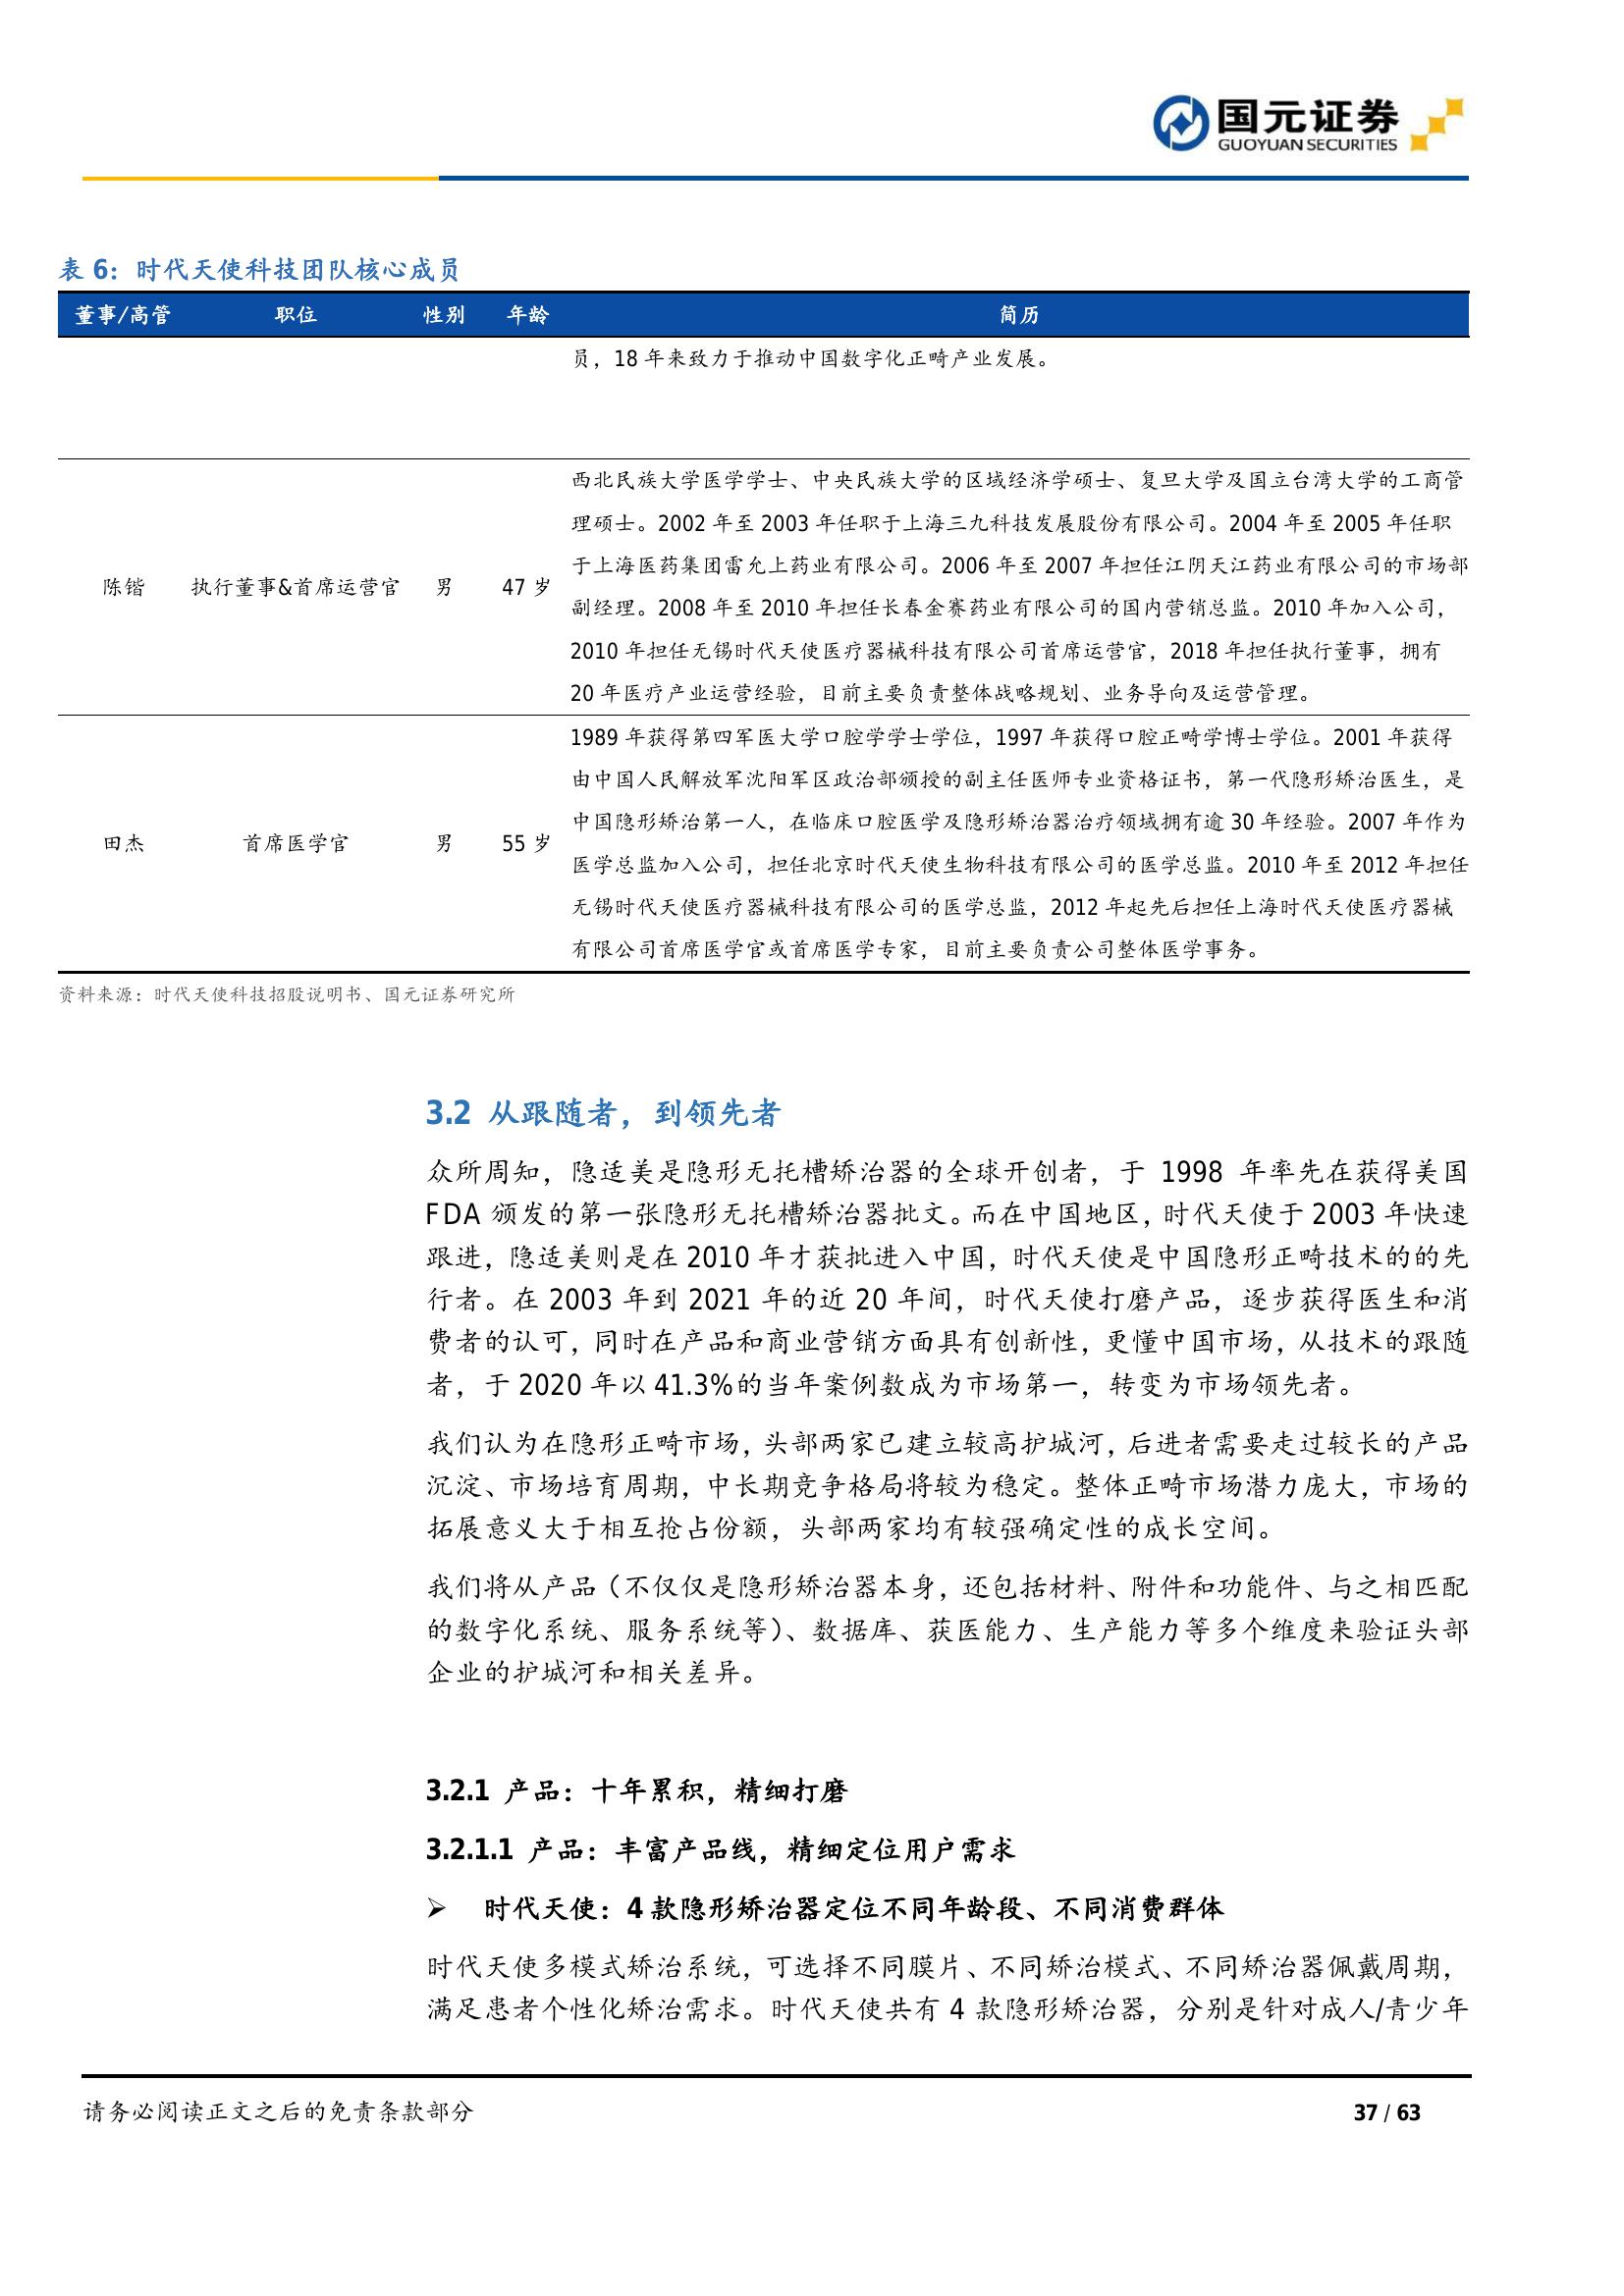 国元证券
GUOYUAN SECURITIES
表 6：时代天使科技团队核心成员
董事/高管 职位 性别 年龄 简历
员，18 年来致力于推动中国数字化正畸产业发展。
陈锴 执行董事&首席运营官 男 47 岁
西北民族大学医学学士、中央民族大学的区域经济学硕士、复旦大学及国立台湾大学的工商管
理硕士。2002 年至 2003 年任职于上海三九科技发展股份有限公司。2004 年至 2005 年任职
于上海医药集团雷允上药业有限公司。2006 年至 2007 年担任江阴天江药业有限公司的市场部
副经理。2008 年至 2010 年担任长春金赛药业有限公司的国内营销总监。2010 年加入公司，
2010 年担任无锡时代天使医疗器械科技有限公司首席运营官，2018 年担任执行董事，拥有
20 年医疗产业运营经验，目前主要负责整体战略规划、业务导向及运营管理。
田杰 首席医学官 男 55 岁
1989 年获得第四军医大学口腔学学士学位，1997 年获得口腔正畸学博士学位。2001 年获得
由中国人民解放军沈阳军区政治部颁授的副主任医师专业资格证书，第一代隐形矫治医生，是
中国隐形矫治第一人，在临床口腔医学及隐形矫治器治疗领域拥有逾 30 年经验。2007 年作为
医学总监加入公司，担任北京时代天使生物科技有限公司的医学总监。2010 年至 2012 年担任
无锡时代天使医疗器械科技有限公司的医学总监，2012 年起先后担任上海时代天使医疗器械
有限公司首席医学官或首席医学专家，目前主要负责公司整体医学事务。
资料来源：时代天使科技招股说明书、国元证券研究所
3.2 从跟随者，到领先者
众所周知，隐适美是隐形无托槽矫治器的全球开创者，于 1998 年率先在获得美国
FDA 颁发的第一张隐形无托槽矫治器批文。而在中国地区，时代天使于 2003 年快速
跟进，隐适美则是在 2010 年才获批进入中国，时代天使是中国隐形正畸技术的的先
行者。在 2003 年到 2021 年的近 20 年间，时代天使打磨产品，逐步获得医生和消
费者的认可，同时在产品和商业营销方面具有创新性，更懂中国市场，从技术的跟随
者，于 2020 年以 41.3%的当年案例数成为市场第一，转变为市场领先者。
我们认为在隐形正畸市场，头部两家已建立较高护城河，后进者需要走过较长的产品
沉淀、市场培育周期，中长期竞争格局将较为稳定。整体正畸市场潜力庞大，市场的
拓展意义大于相互抢占份额，头部两家均有较强确定性的成长空间。
我们将从产品（不仅仅是隐形矫治器本身，还包括材料、附件和功能件、与之相匹配
的数字化系统、服务系统等）、数据库、获医能力、生产能力等多个维度来验证头部
企业的护城河和相关差异。
3.2.1 产品：十年累积，精细打磨
3.2.1.1 产品：丰富产品线，精细定位用户需求
➢ 时代天使：4 款隐形矫治器定位不同年龄段、不同消费群体
时代天使多模式矫治系统，可选择不同膜片、不同矫治模式、不同矫治器佩戴周期，
满足患者个性化矫治需求。时代天使共有 4 款隐形矫治器，分别是针对成人/青少年
请务必阅读正文之后的免责条款部分
37 / 63